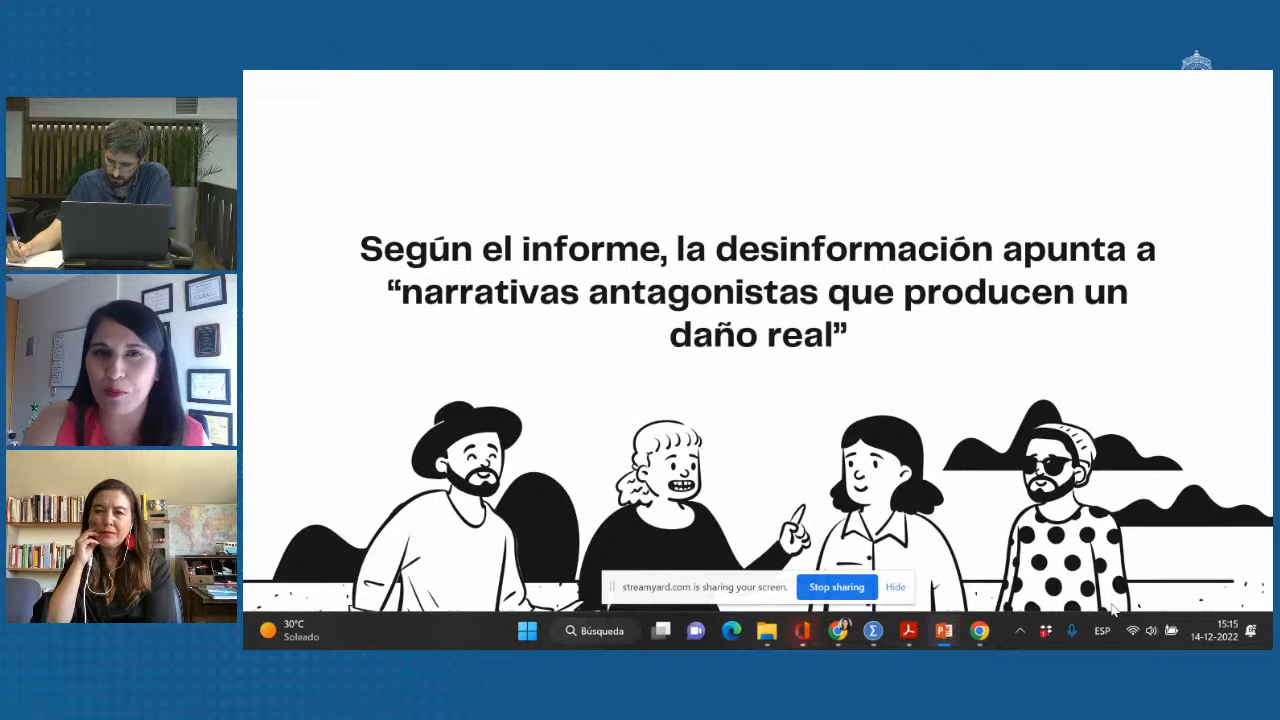 Según el informe, la desinformación apunta a
“narrativas antagonistas que producen un
daño real”
streamyard.com is sharing your screen.
Stop sharing
Hide
30°C
Soleado
Búsqueda
ESP
15:15
14-12-2022